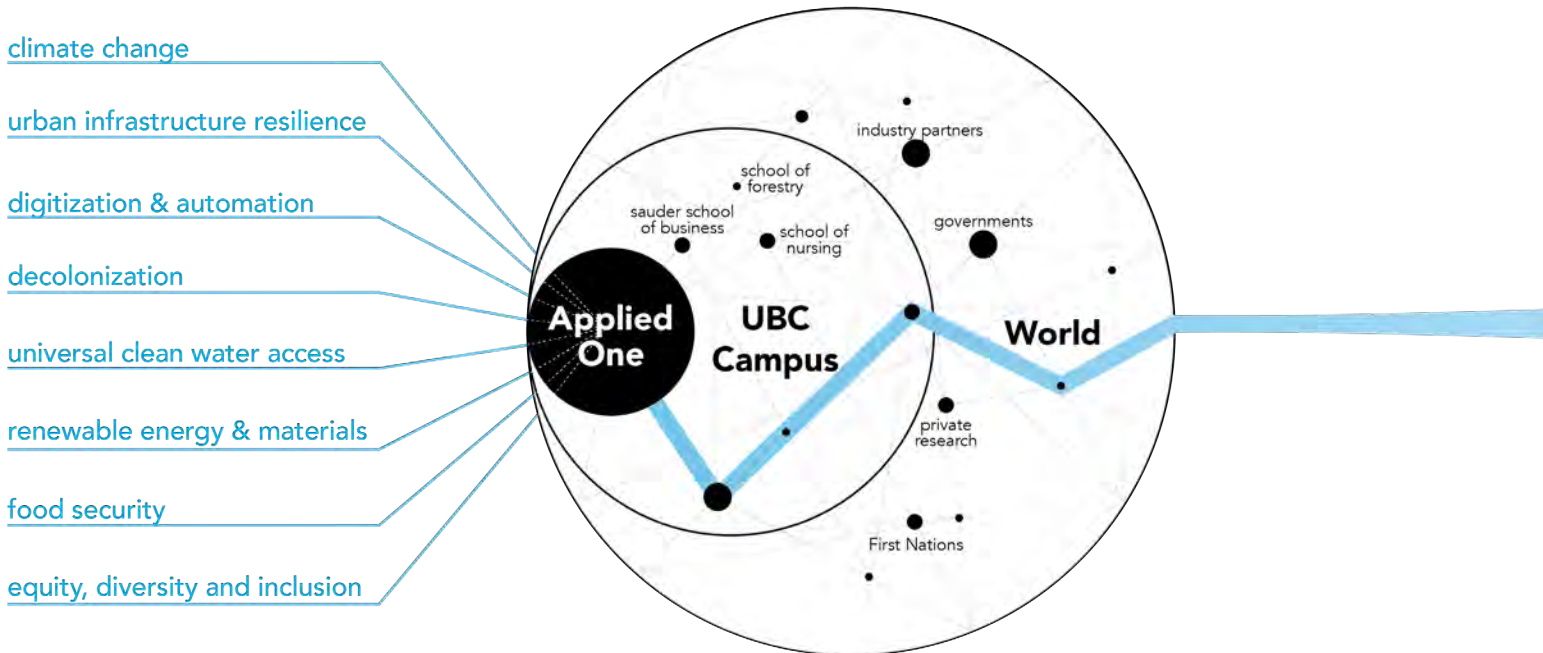 climate change
urban infrastructure resilience
digitization & automation
decolonization
universal clean water access
renewable energy & materials
food security
equity, diversity and inclusion
Applied
One
UBC
Campus
World
school of
forestry
sauder school
of business
school of
nursing
industry partners
governments
private
research
First Nations